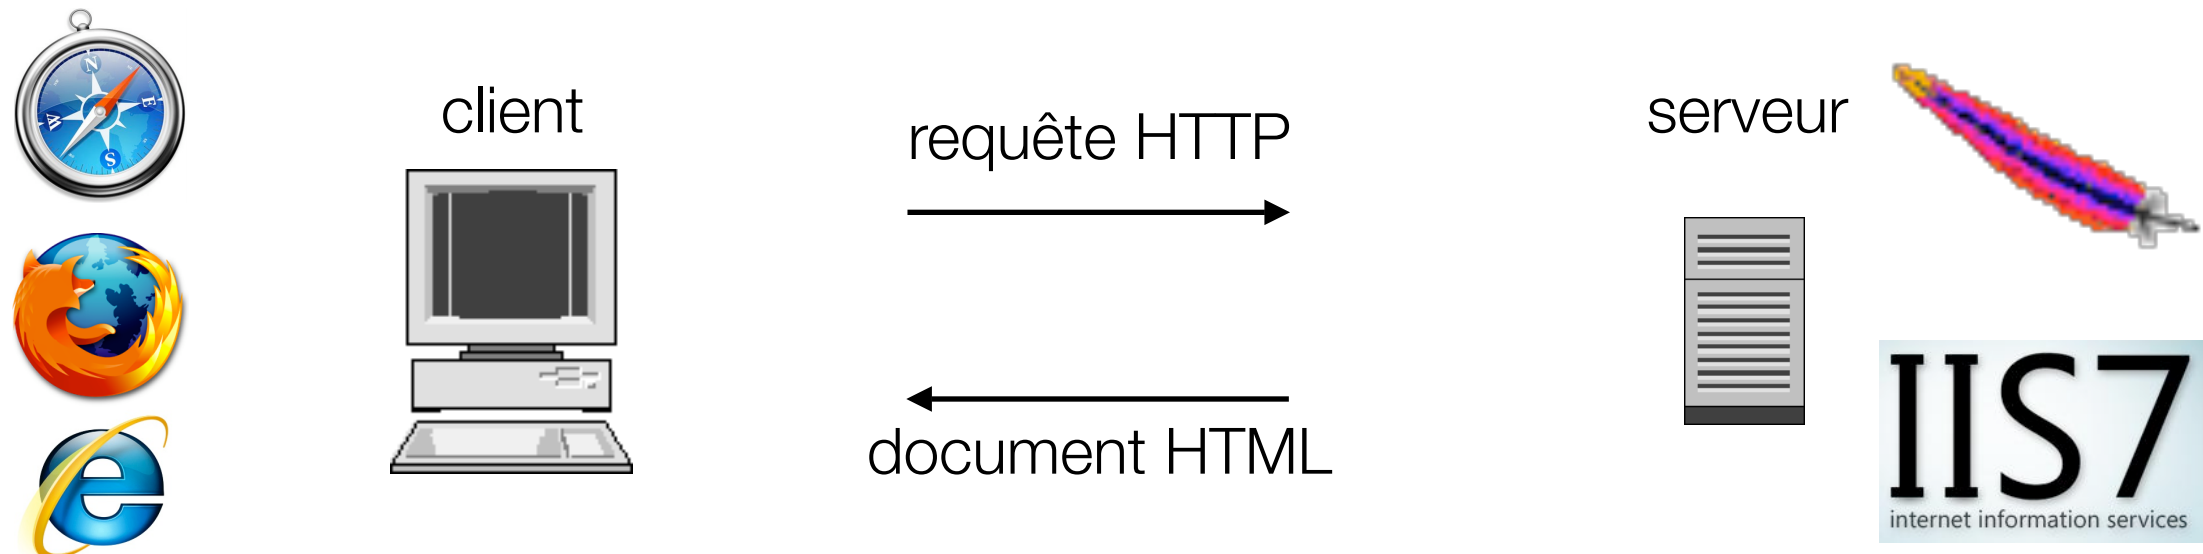 client
requête HTTP
serveur
document HTML
N
E
S
W
IIS7
internet information services